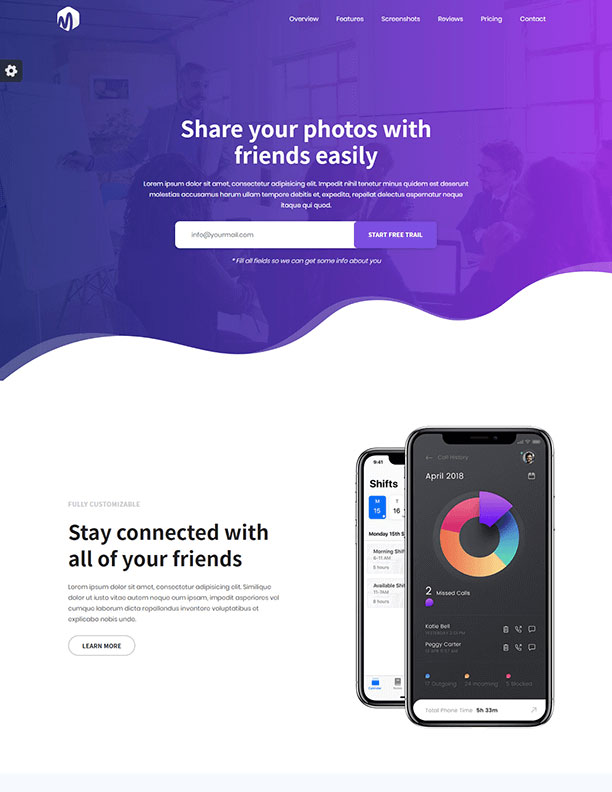 M
Overview Features Screenshots Reviews Pricing Contact
Share your photos with
friends easily
Lorem ipsum dolor sit amet, consectetur adipisicing elit. Impedit nihil tenetur minus quidem est deserunt
molestias accusamus harum ullam tempore debitis et, expedita, repellat delectus aspernatur neque
itaque qui quod.
info@yourmail.com START FREE TRAIL
* Fill all fields so we can get some info about you
FULLY CUSTOMIZABLE
Stay connected with
all of your friends
Lorem ipsum dolor sit amet, consectetur adipisicing elit. Similique
dolor est iusto vitae autem neque eum ipsam, impedit asperiores vel
cumque laborum dicta repellendus inventore voluptatibus et
explicabo nobis unde.
LEARN MORE
9:41
Shifts
M T
15 16
Monday 15th S
Morning Shif
8–11 AM
5 hours
Available Shif
11–7AM
9 hours
Calendar
Call History
April 2018
2 Missed Calls
Katie Bell
Peggy Carter
17 Outgoing 24 Incoming 5 Blocked
Total Phone Time 5h 33m